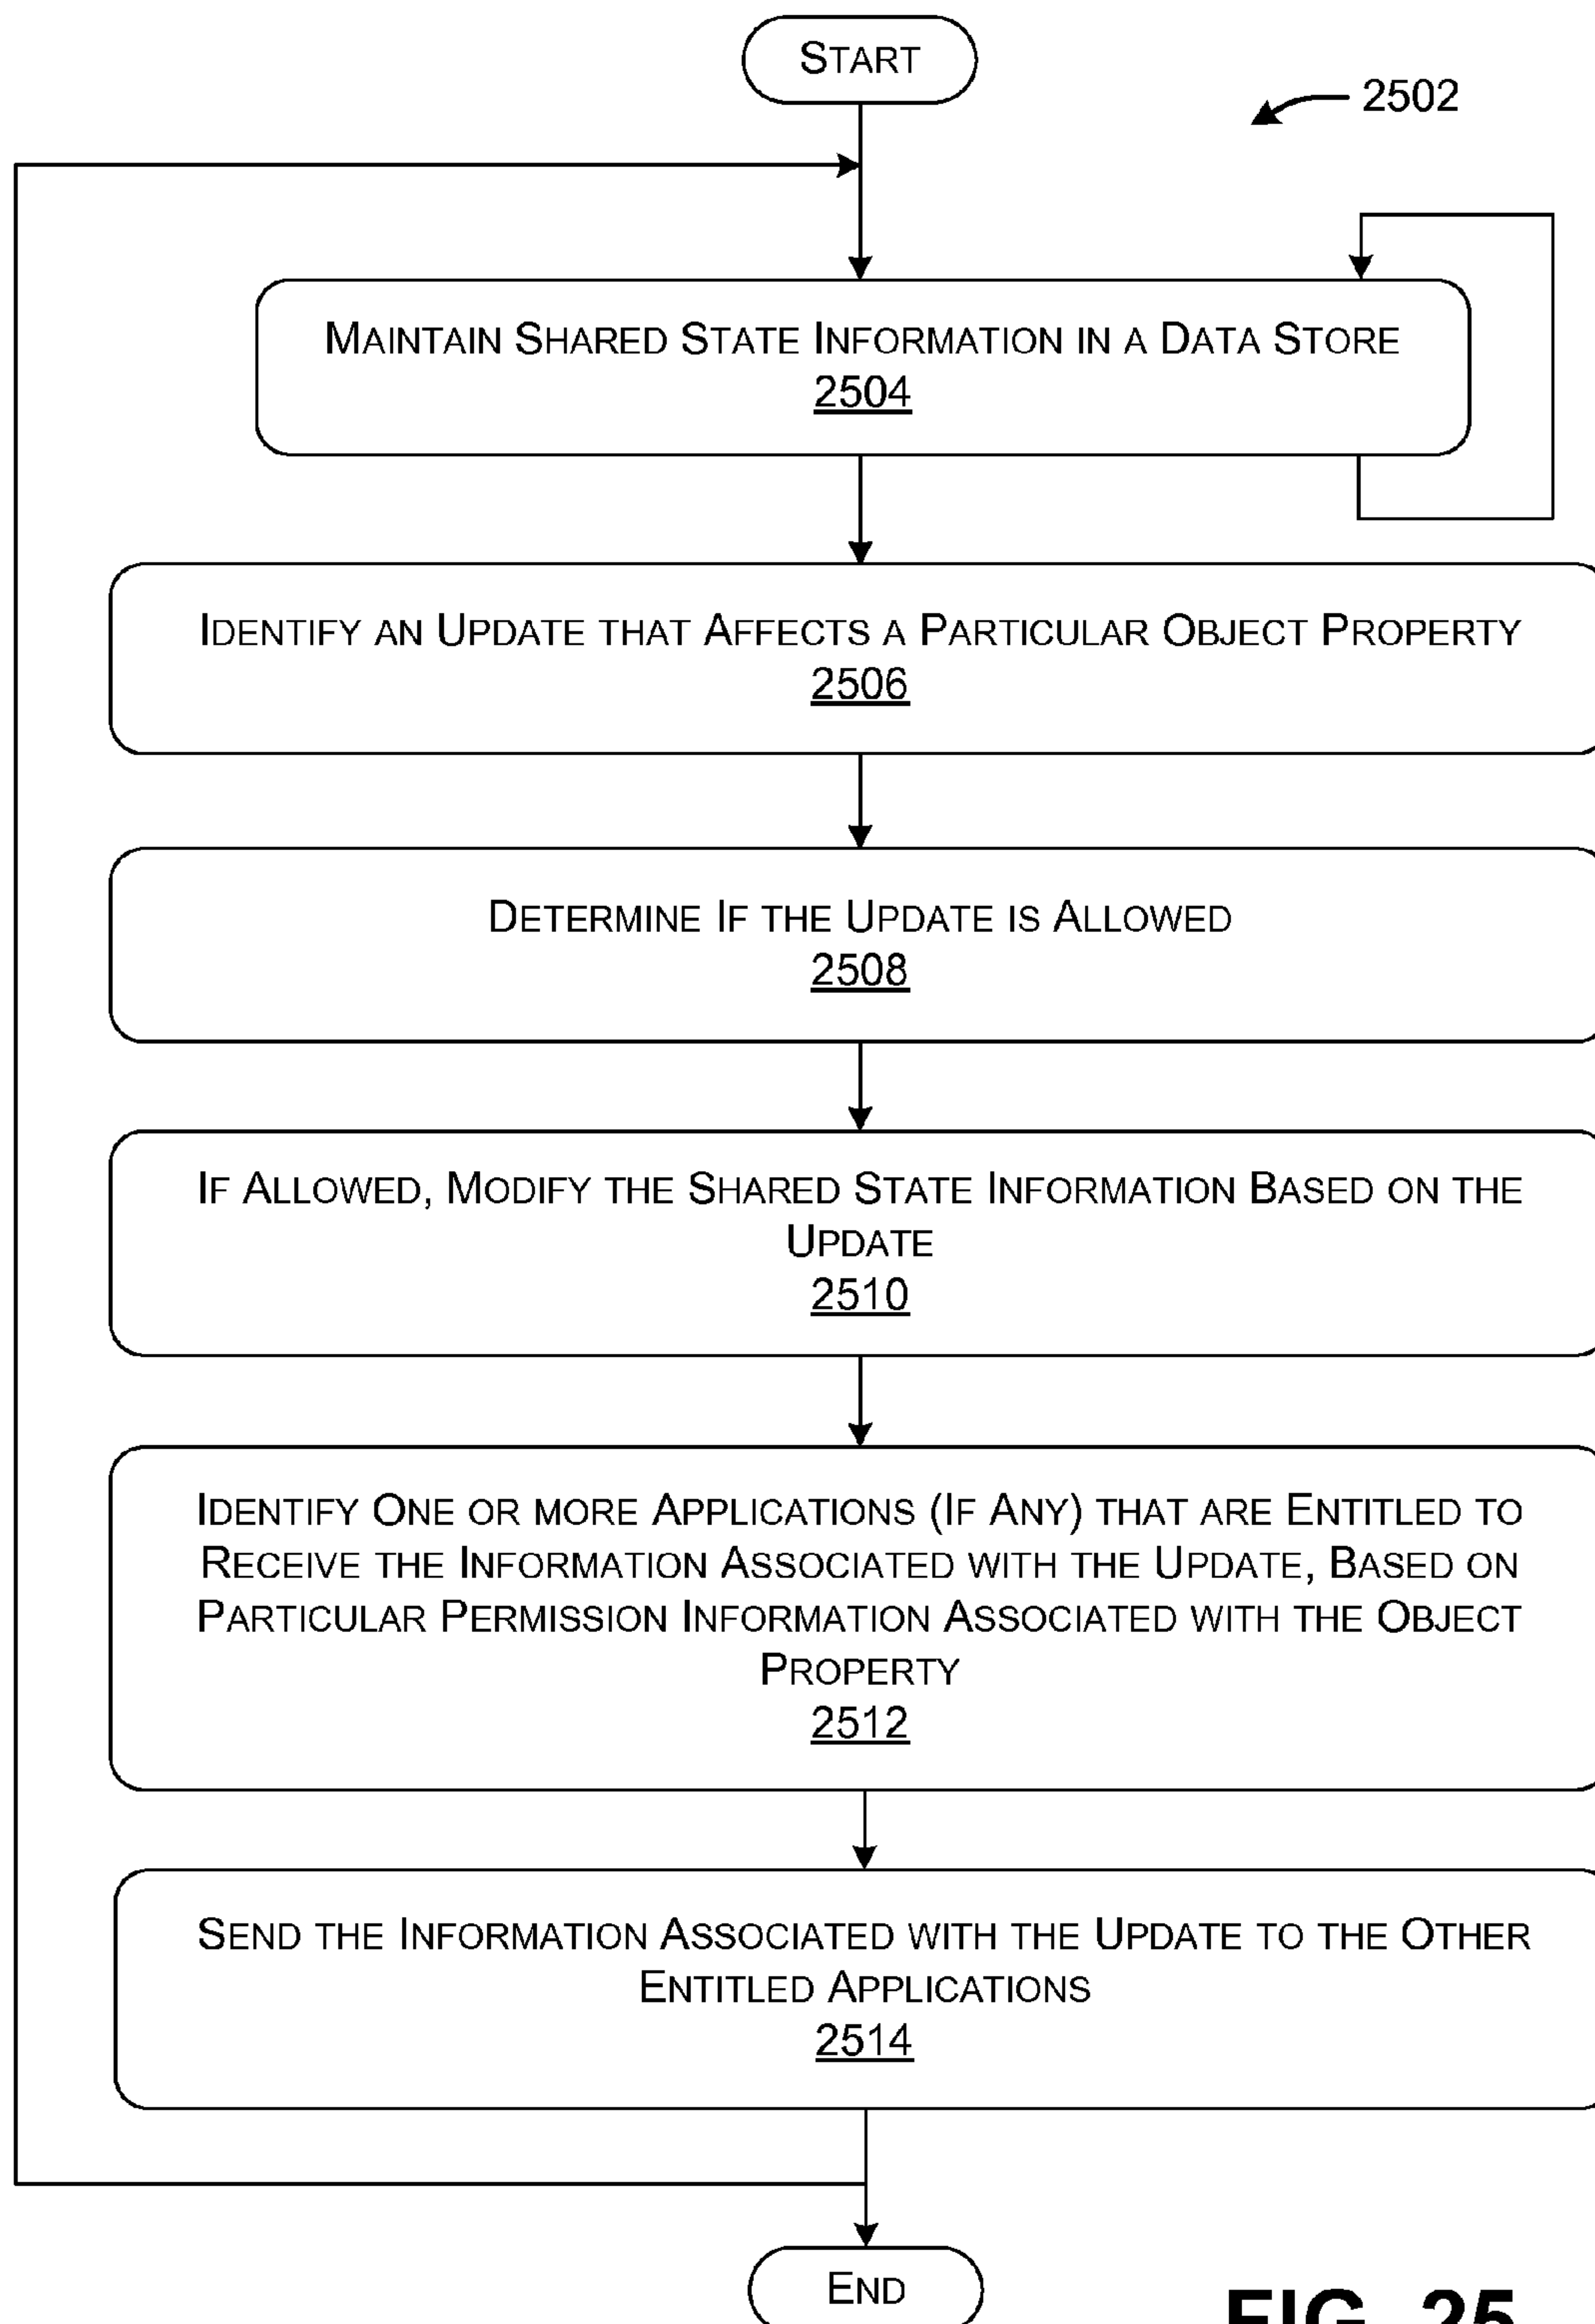 START
2502
MAINTAIN SHARED STATE INFORMATION IN A DATA STORE
2504
IDENTIFY AN UPDATE THAT AFFECTS A PARTICULAR OBJECT PROPERTY
2506
DETERMINE IF THE UPDATE IS ALLOWED
2508
IF ALLOWED, MODIFY THE SHARED STATE INFORMATION BASED ON THE
UPDATE
2510
IDENTIFY ONE OR MORE APPLICATIONS (IF ANY) THAT ARE ENTITLED TO
RECEIVE THE INFORMATION ASSOCIATED WITH THE UPDATE, BASED ON
PARTICULAR PERMISSION INFORMATION ASSOCIATED WITH THE OBJECT
PROPERTY
2512
SEND THE INFORMATION ASSOCIATED WITH THE UPDATE TO THE OTHER
ENTITLED APPLICATIONS
2514
END
FIG. 25